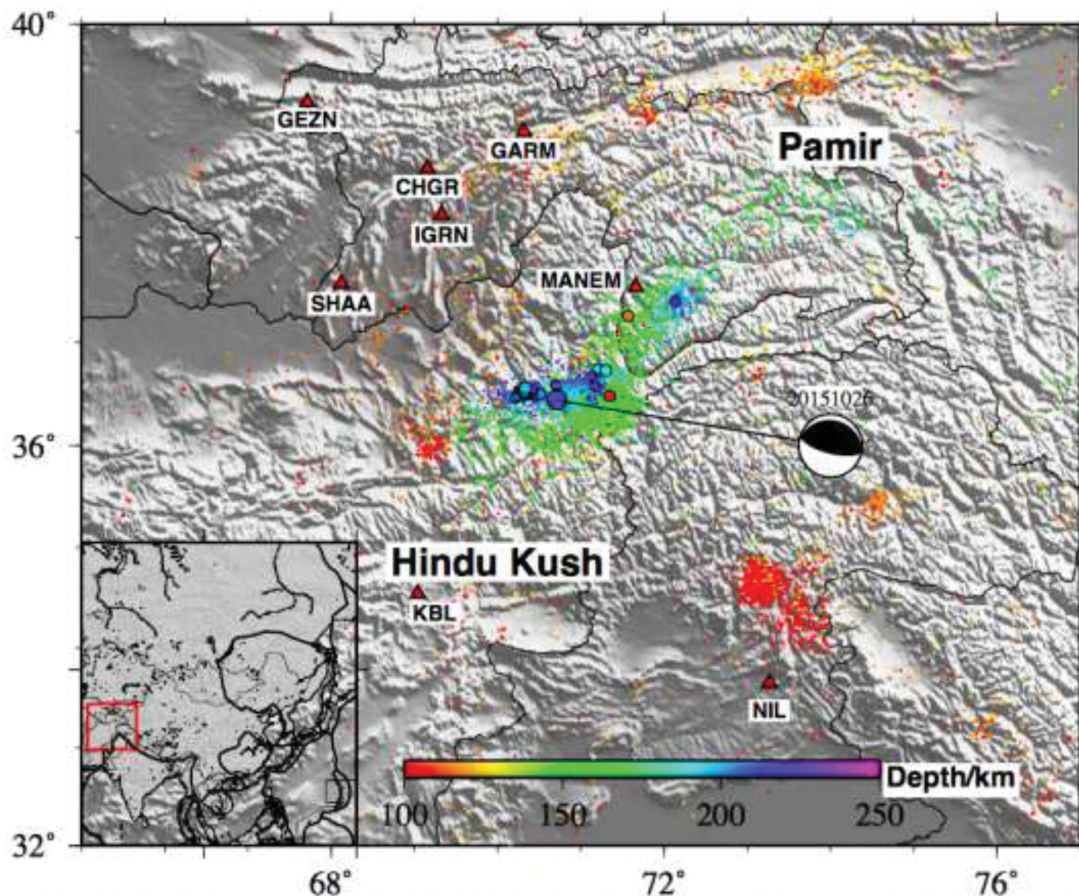 40°
GEZN
GARM
Pamir
CHGR
IGRN
MANEM
SHAA
20151026
36°
Hindu Kush
KBL
NIL
Depth/km
100 150 200 250
32°
68° 72° 76°